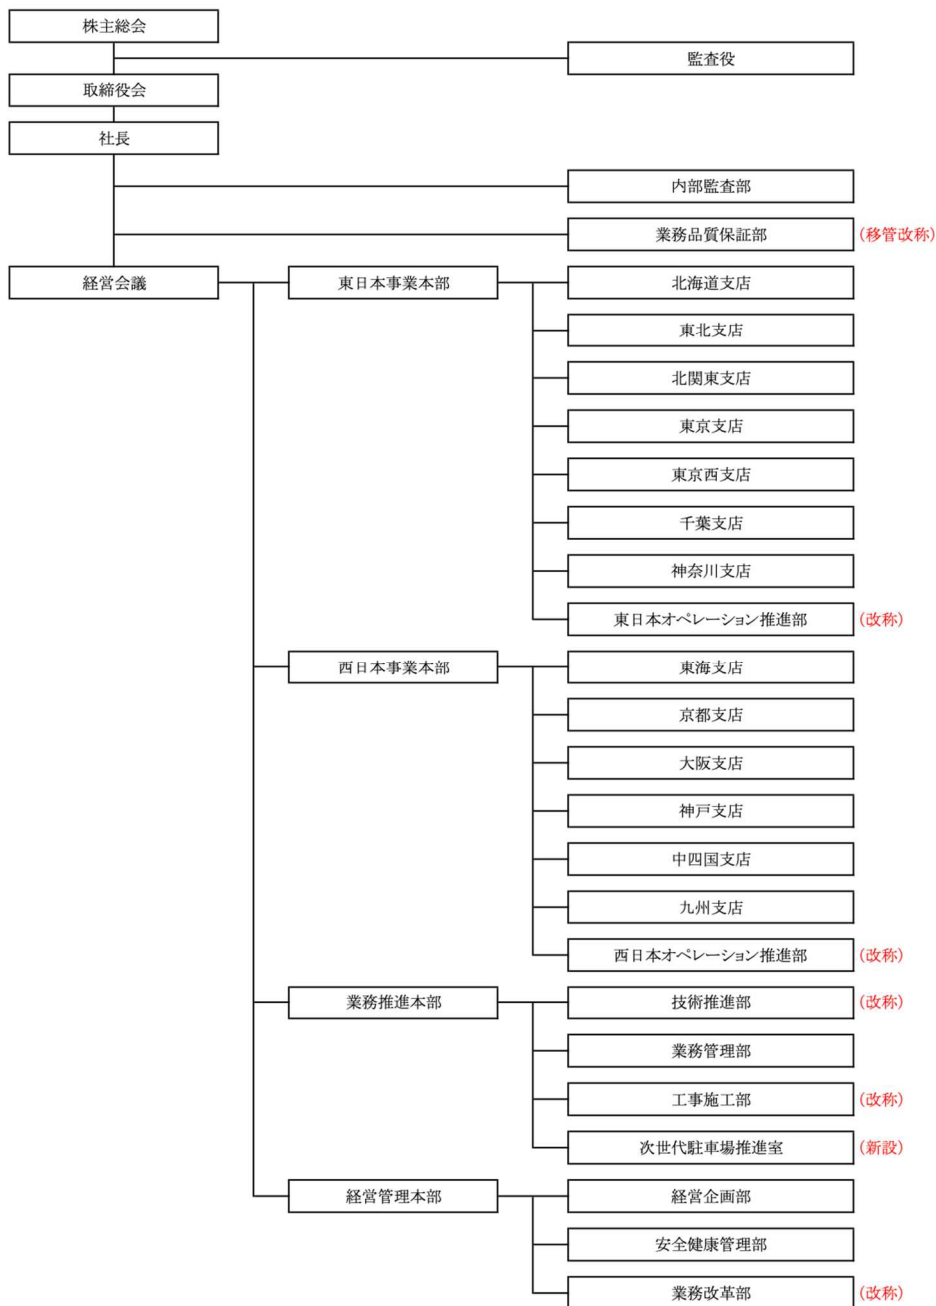 株主総会
監査役
取締役会
社長
内部監査部
業務品質保証部 (移管改称)
経営会議 東日本事業本部 北海道支店
東北支店
北関東支店
東京支店
東京西支店
千葉支店
神奈川支店
東日本オペレーション推進部 (改称)
西日本事業本部 東海支店
京都支店
大阪支店
神戸支店
中四国支店
九州支店
西日本オペレーション推進部 (改称)
業務推進本部 技術推進部 (改称)
業務管理部
工事施工部 (改称)
次世代駐車場推進室 (新設)
経営管理本部 経営企画部
安全健康管理部
業務改革部 (改称)